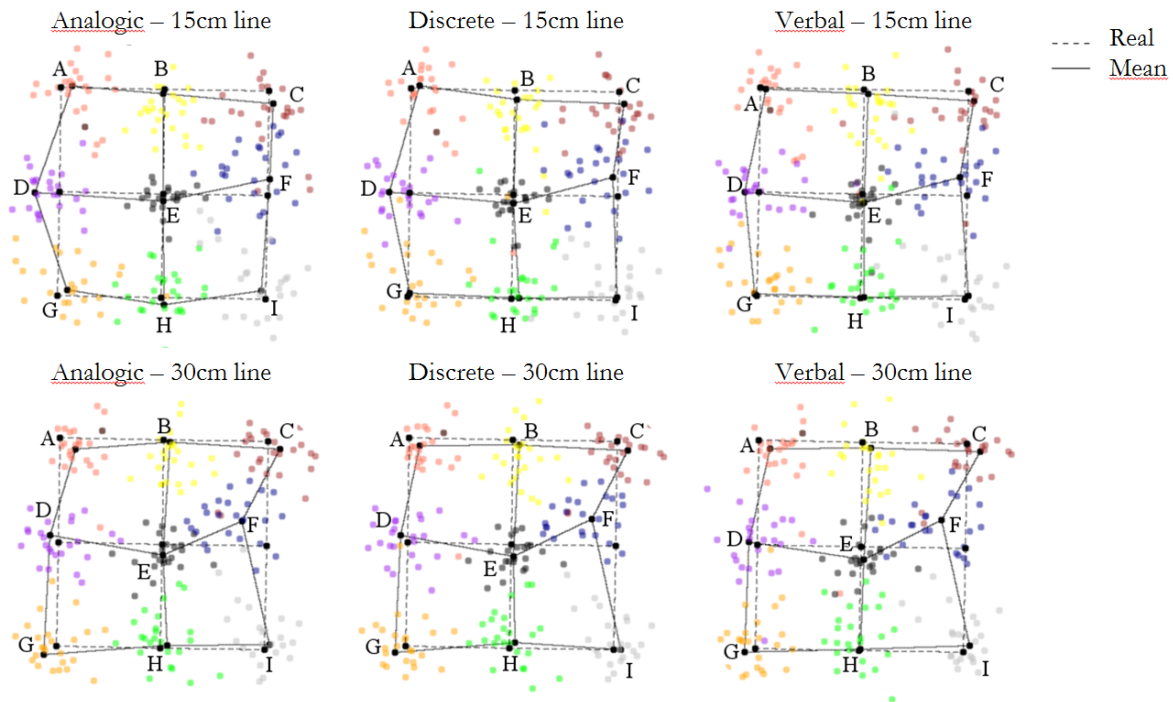 Analogic – 15cm line
Discrete – 15cm line
Verbal – 15cm line
Real
Mean
A B C
D E F
G H I
A B C
D E F
G H I
A B C
D E F
G H I
Analogic – 30cm line
Discrete – 30cm line
Verbal – 30cm line
A B C
D E F
G H I
A B C
D E F
G H I
A B C
D E F
G H I